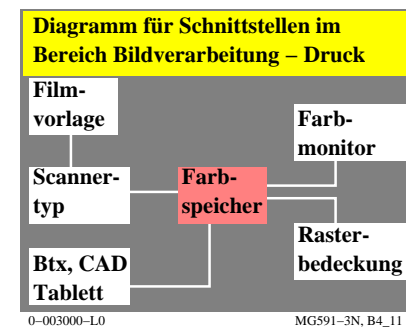 Diagramm für Schnittstellen im
Bereich Bildverarbeitung – Druck
Film-
vorlage
Farb-
monitor
Scanner-
typ
Farb-
speicher
Raster-
bedeckung
Btx, CAD
Tablett
0–003000–L0
MG591–3N, B4_11